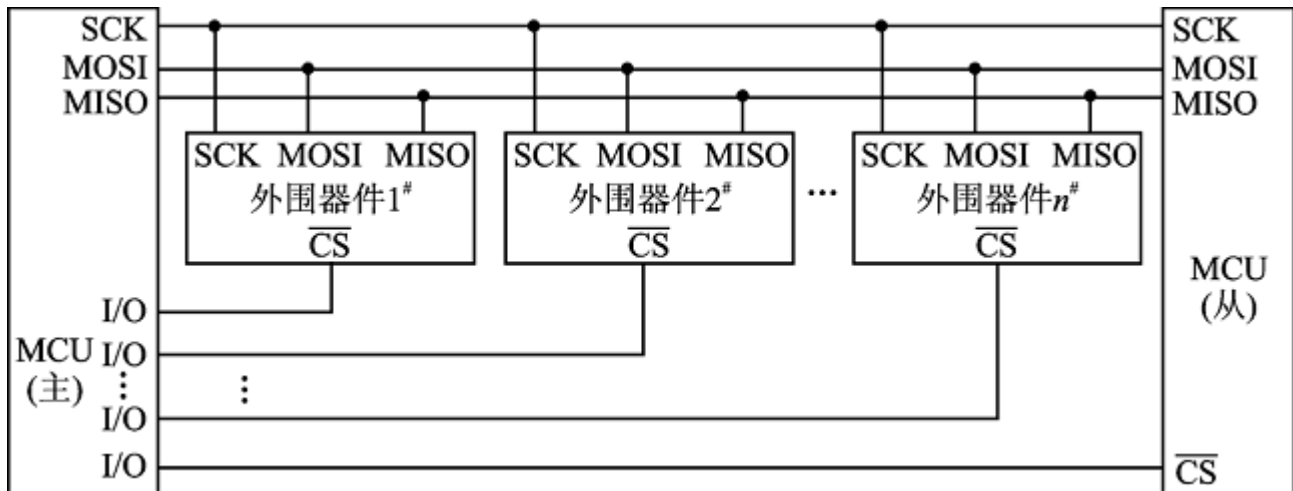 SCK SCK
MOSI MOSI
MISO MISO
SCK MOSI MISO SCK MOSI MISO SCK MOSI MISO
外围器件1# 外围器件2# … 外围器件n#
CS CS CS
MCU
(从)
I/O
MCU I/O
(主) ⋮ ⋮
I/O
I/O CS